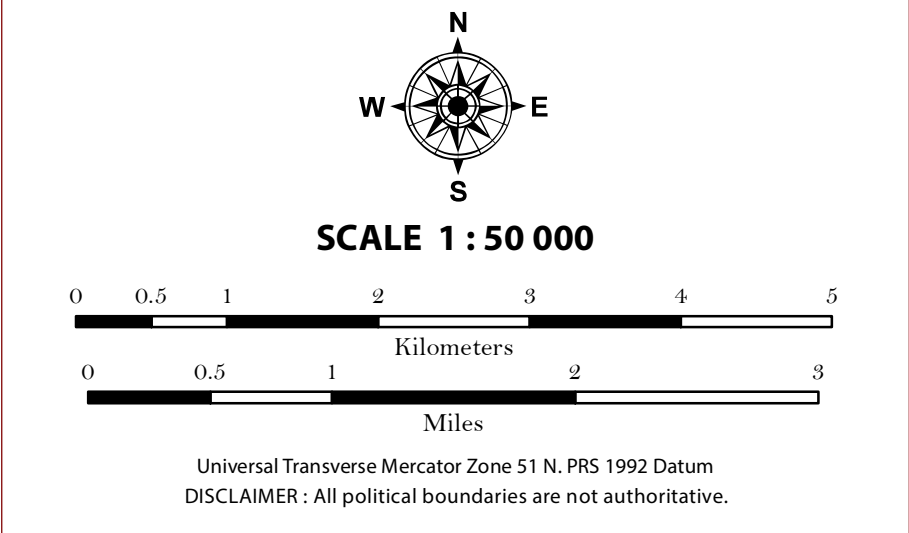 N
W E
S
SCALE 1 : 50 000
0 0.5 1 2 3 4 5
Kilometers
0 0.5 1 2 3
Miles
Universal Transverse Mercator Zone 51 N. PRS 1992 Datum
DISCLAIMER : All political boundaries are not authoritative.